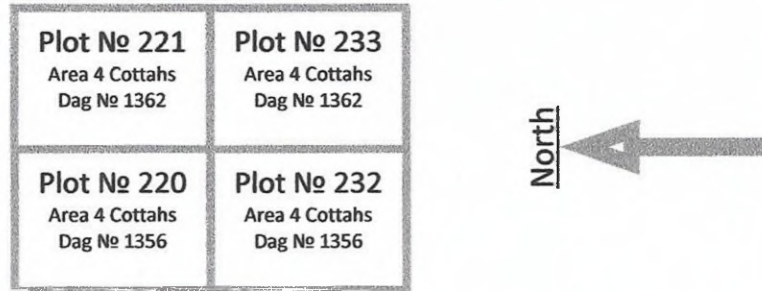 Plot № 221
Area 4 Cottahs
Dag № 1362
Plot № 233
Area 4 Cottahs
Dag № 1362
Plot № 220
Area 4 Cottahs
Dag № 1356
Plot № 232
Area 4 Cottahs
Dag № 1356
North